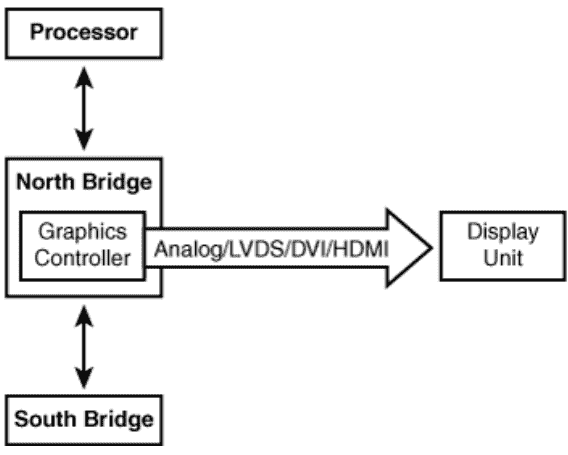 Processor
North Bridge
Graphics
Controller
Analog/LVDS/DVI/HDMI
Display
Unit
South Bridge